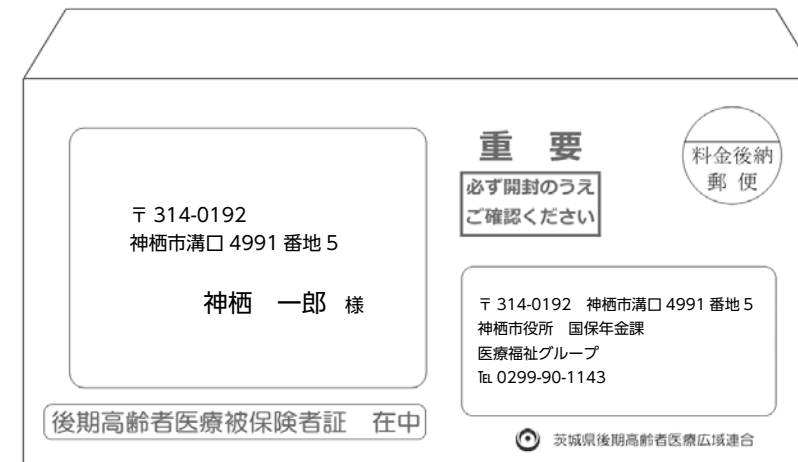 〒 314-0192
神栖市溝口 4991 番地 5
神栖　一郎 様
後期高齢者医療被保険者証　在中
重　要
必ず開封のうえ
ご確認ください
料金後納
郵 便
〒 314-0192　神栖市溝口 4991 番地 5
神栖市役所　国保年金課
医療福祉グループ
℡ 0299-90-1143
茨城県後期高齢者医療広域連合